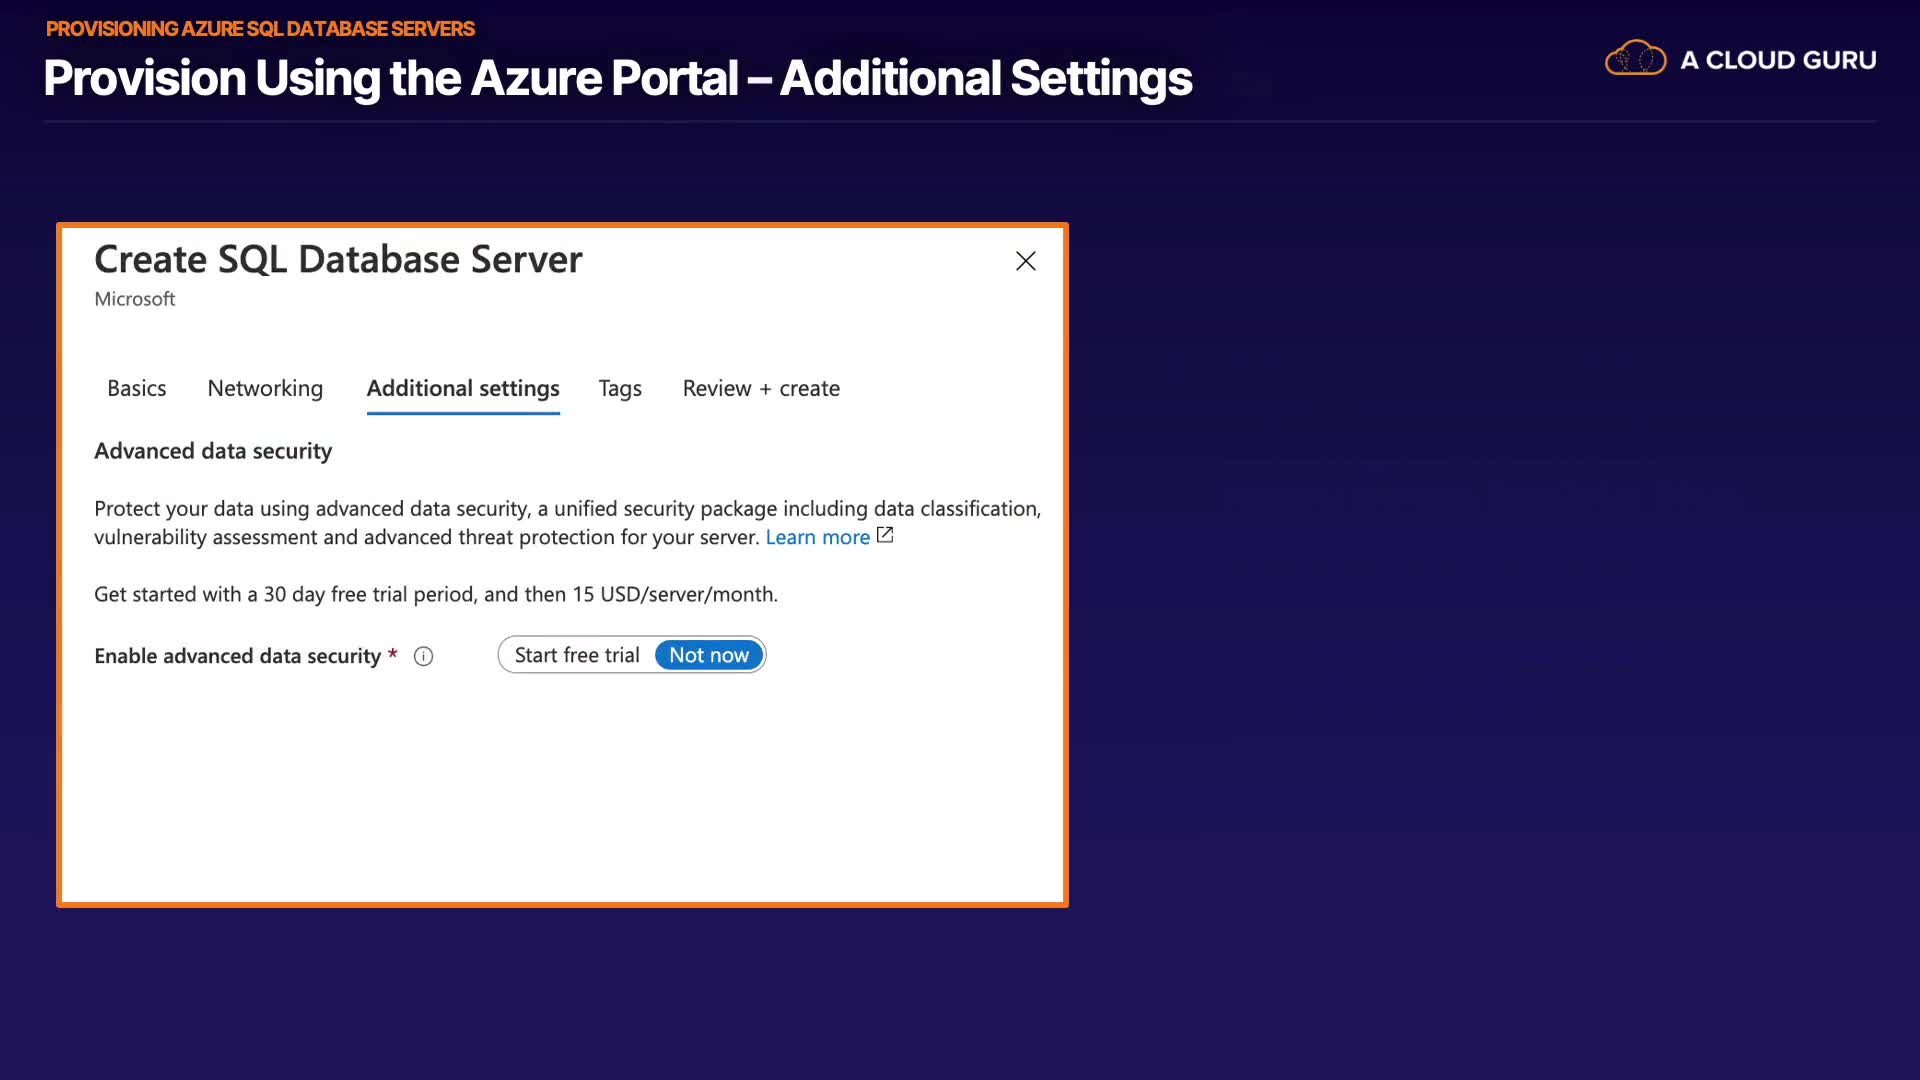 PROVISIONING AZURE SQL DATABASE SERVERS
Provision Using the Azure Portal – Additional Settings
A CLOUD GURU
Create SQL Database Server
Microsoft
Basics Networking Additional settings Tags Review + create
Advanced data security
Protect your data using advanced data security, a unified security package including data classification,
vulnerability assessment and advanced threat protection for your server. Learn more
Get started with a 30 day free trial period, and then 15 USD/server/month.
Enable advanced data security * Start free trial Not now